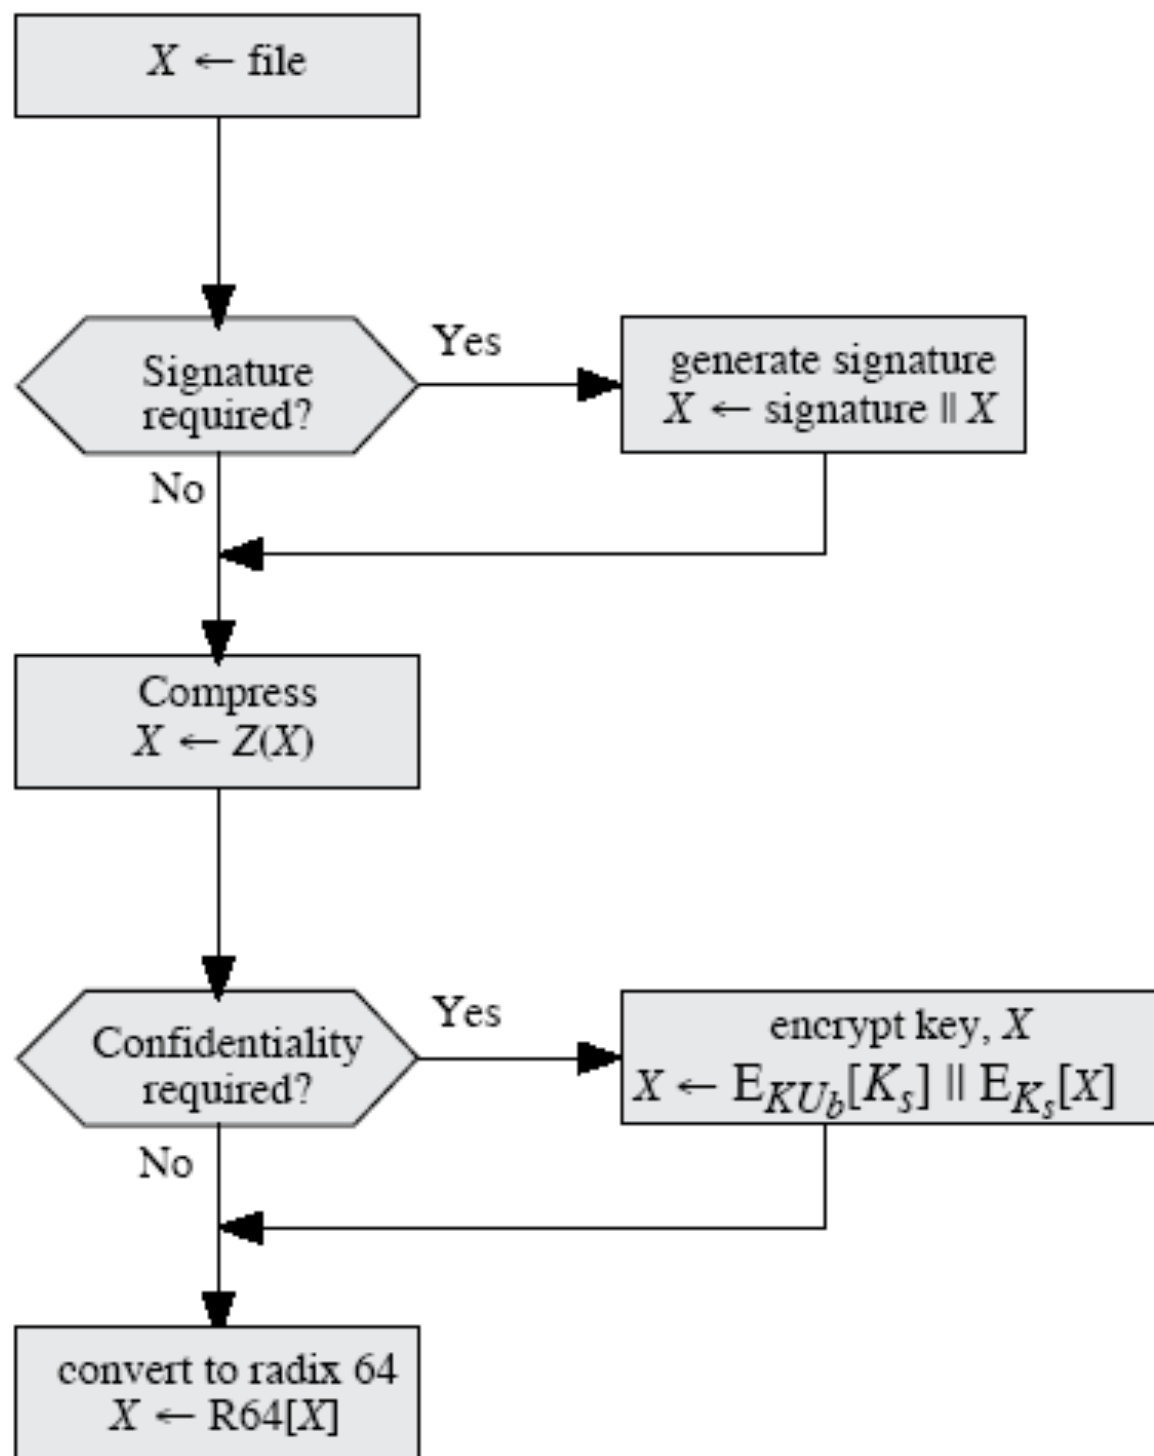 X ← file
Signature
required?
Yes
generate signature
X ← signature || X
No
Compress
X ← Z(X)
Confidentiality
required?
Yes
encrypt key, X
X ← E_{KU_b}[K_s] || E_{K_s}[X]
No
convert to radix 64
X ← R64[X]